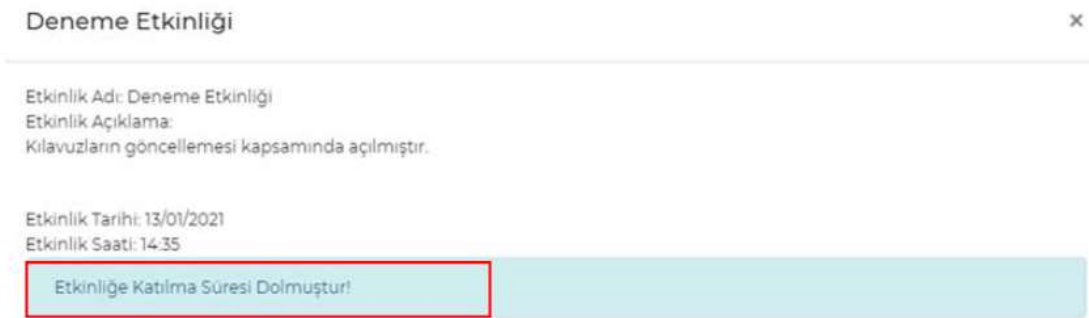 Deneme Etkinliği
Etkinlik Adı: Deneme Etkinliği
Etkinlik Açıklama:
Kılavuzların göncellemesi kapsamında açılmıştır.
Etkinlik Tarihi: 13/01/2021
Etkinlik Saati: 14:35
Etkinliğe Katılma Süresi Dolmuştur!